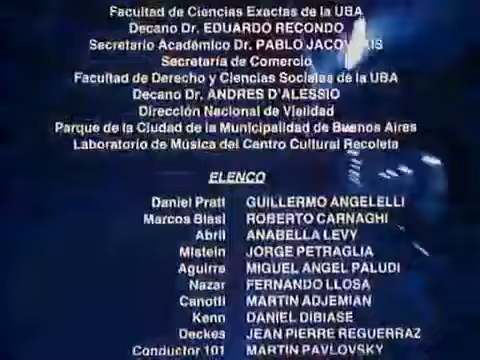 Facultad de Ciencias Exactas de la UBA
Decano Dr. EDUARDO RECONDO
Secretario Académico Dr. PABLO
Secretaría de Comercio
Facultad de Derecho y Ciencias Sociales de la UBA
Decano Dr. ANDRES D'ALESSIO
Dirección Nacional de Vialidad
Parque de la Ciudad de la Municipalidad de Buenos Aires
Laboratorio de Música del Centro Cultural Recoleta
ELENCO
Daniel Pratt GUILLERMO ANGELELLI
Marcos Blasi ROBERTO CARNAGHI
Abril ANABELLA LEVY
Mistein JORGE PETRAGLIA
Aguirre MIGUEL ANGEL PALUDI
Nazar FERNANDO LLOSA
Canotti MARTIN ADJEMIAN
Kenn DANIEL DIBIASE
Deckes JEAN PIERRE REGUERRAZ
Conductor 101 MARTIN PAVLOVSKY